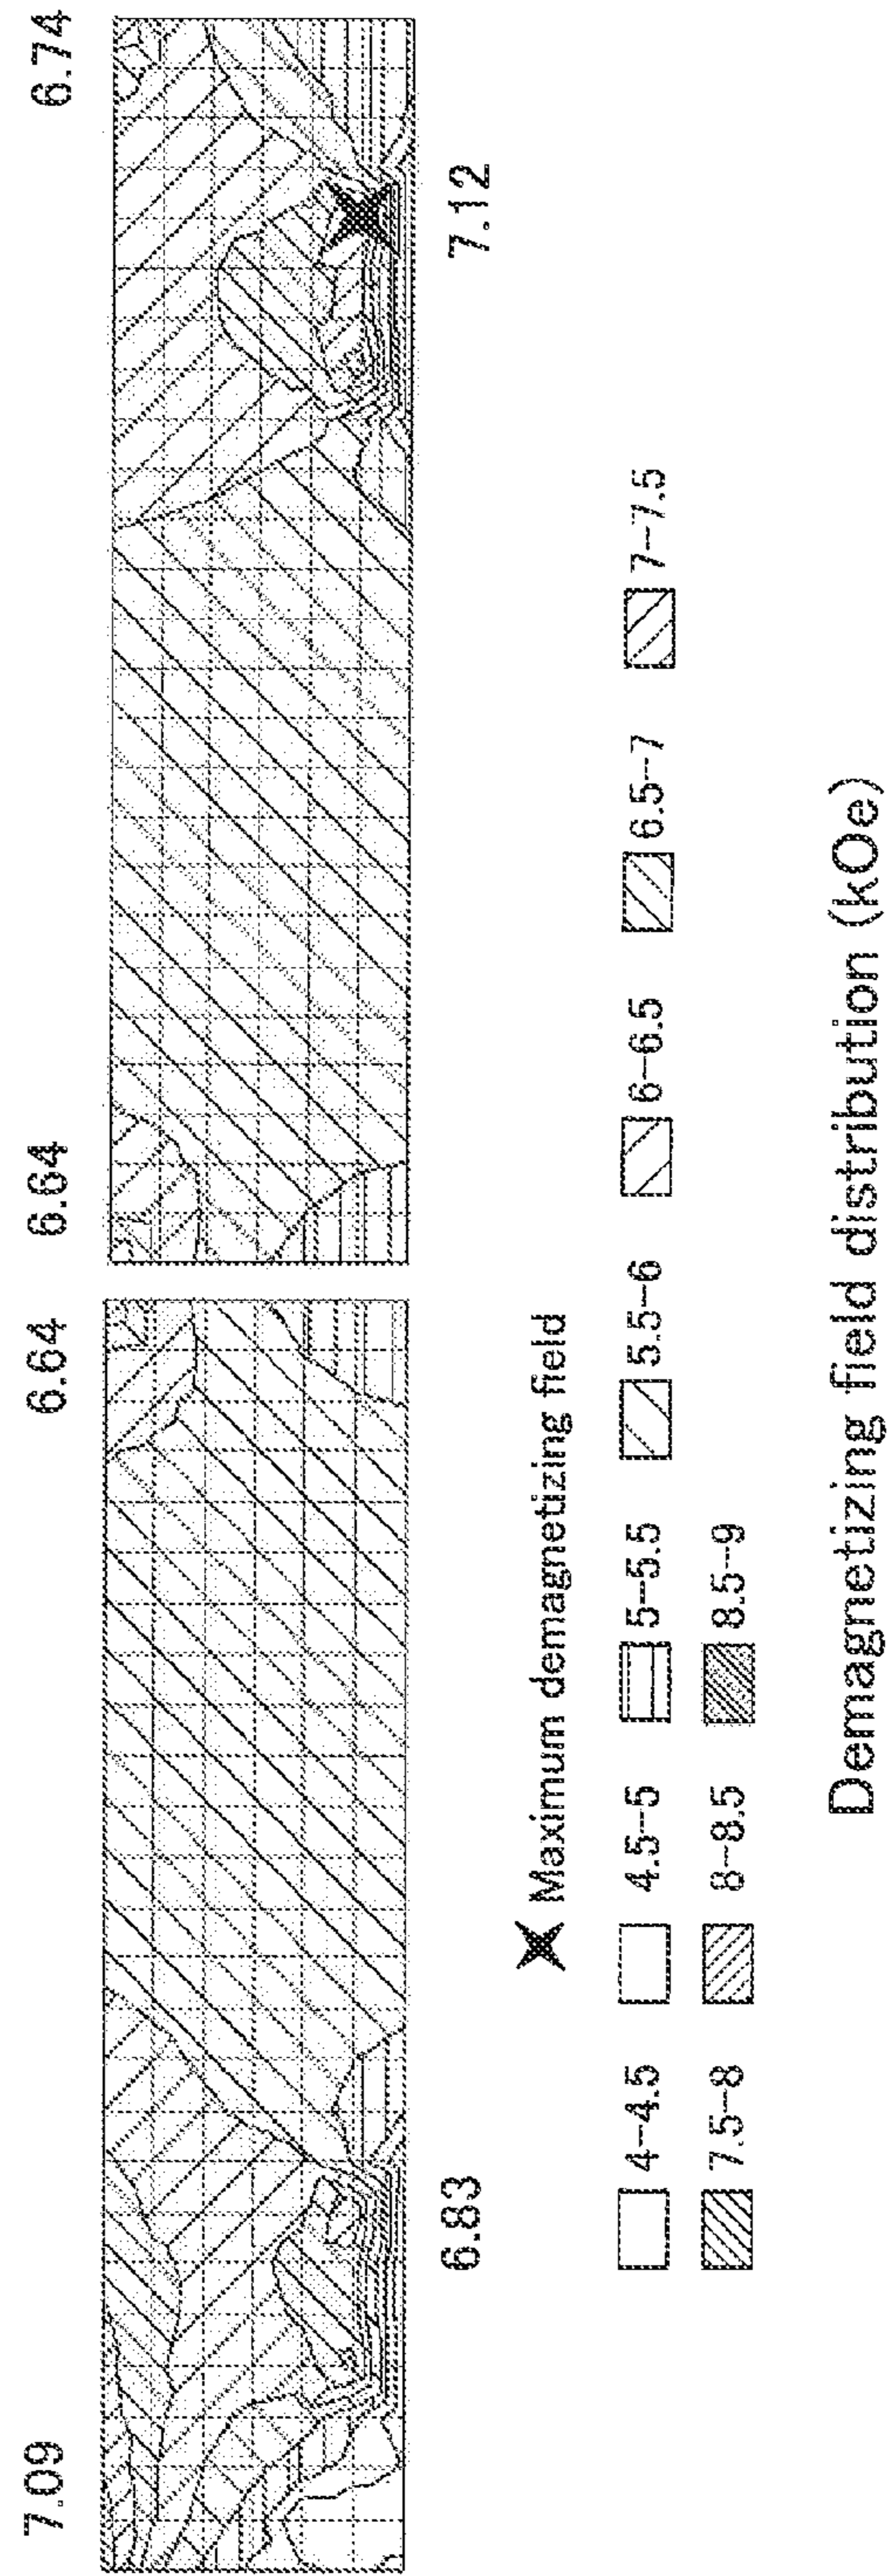 7.09 6.64 6.64 6.74
6.83 7.12
Maximum demagnetizing field
4–4.5 4.5–5 5–5.5 5.5–6 6–6.5 6.5–7 7–7.5
7.5–8 8–8.5 8.5–9
Demagnetizing field distribution (kOe)